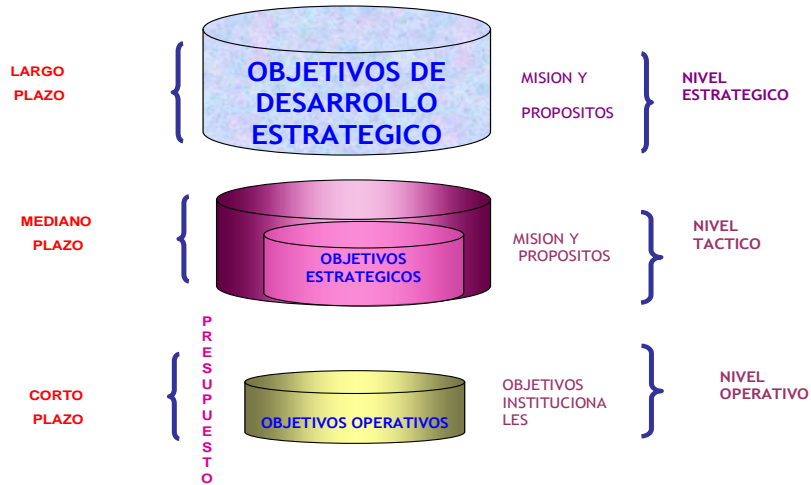 LARGO
PLAZO
OBJETIVOS DE
DESARROLLO
ESTRATEGICO
MISION Y
PROPOSITOS
NIVEL
ESTRATEGICO
MEDIANO
PLAZO
OBJETIVOS
ESTRATEGICOS
MISION Y
PROPOSITOS
NIVEL
TACTICO
PRESUPUESTO
CORTO
PLAZO
OBJETIVOS OPERATIVOS
OBJETIVOS
INSTITUCIONA
LES
NIVEL
OPERATIVO